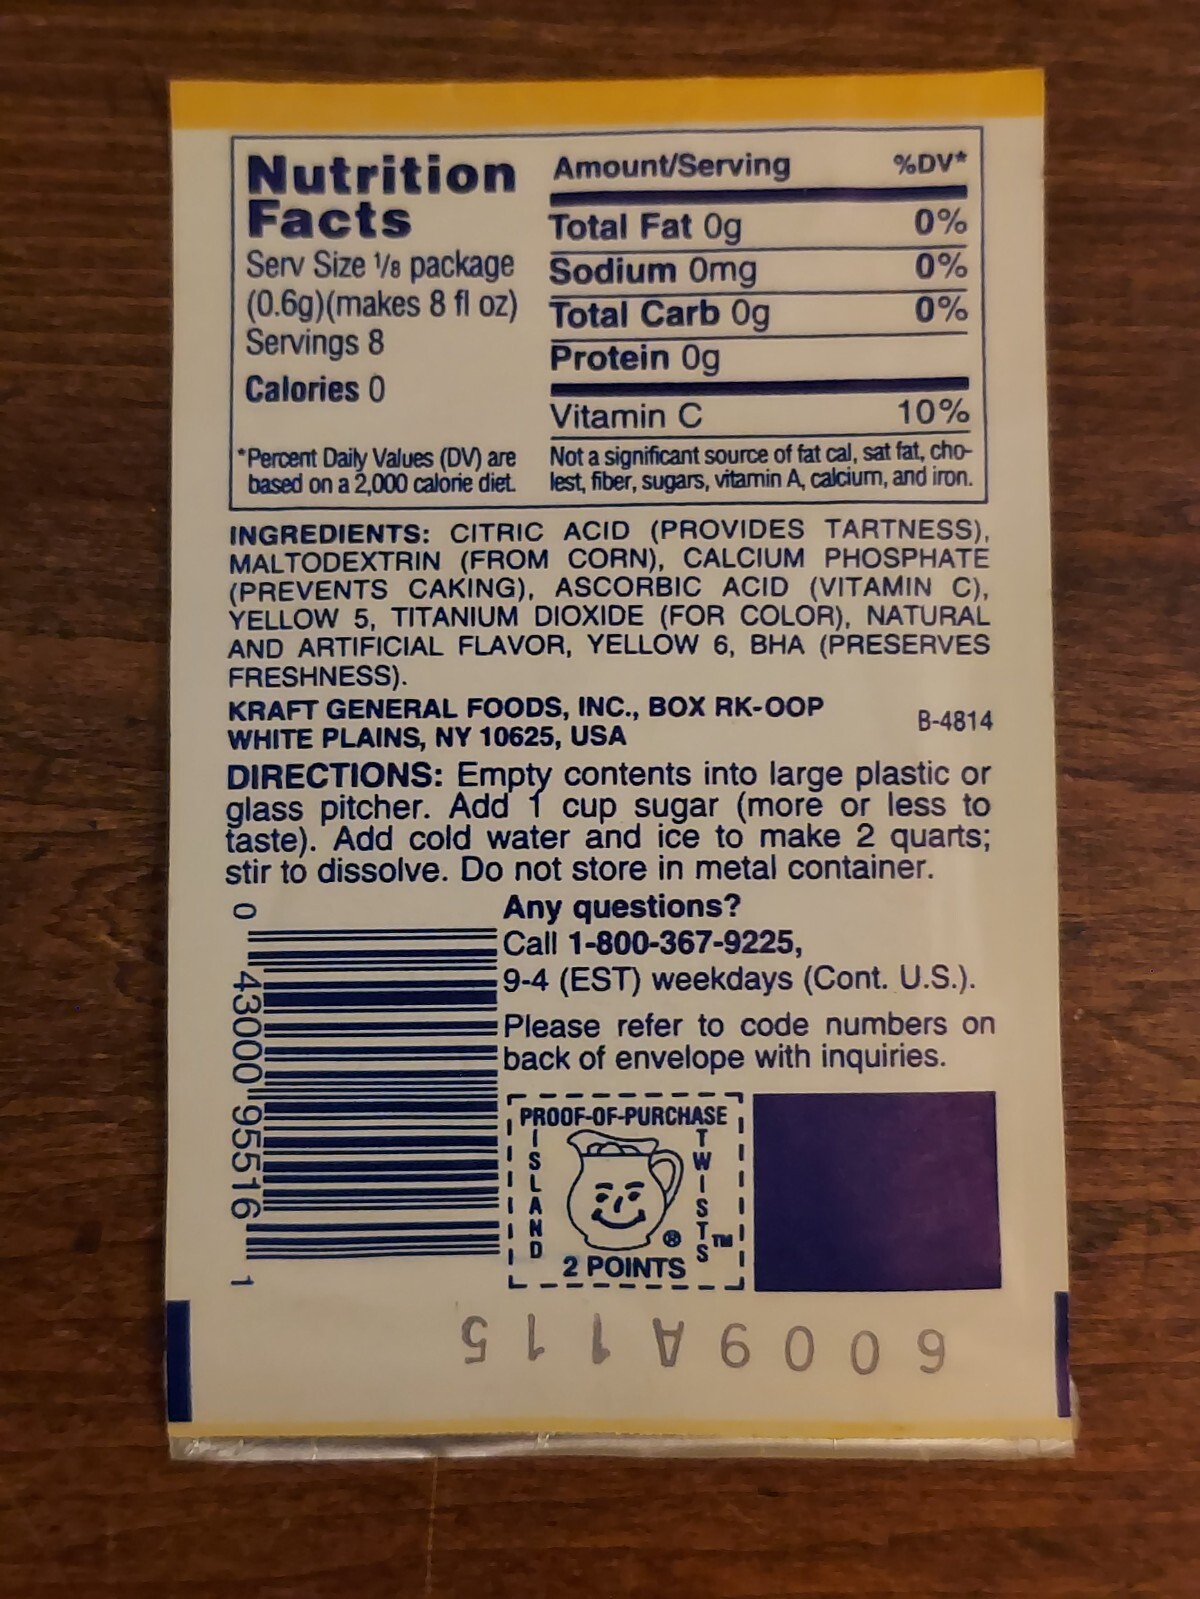 Nutrition
Facts
Serv Size 1/8 package
(0.6g)(makes 8 fl oz)
Servings 8
Calories 0
*Percent Daily Values (DV) are
based on a 2,000 calorie diet.
Amount/Serving %DV*
Total Fat 0g 0%
Sodium 0mg 0%
Total Carb 0g 0%
Protein 0g
Vitamin C 10%
Not a significant source of fat cal, sat fat, cho-
lest, fiber, sugars, vitamin A, calcium, and iron.
INGREDIENTS: CITRIC ACID (PROVIDES TARTNESS),
MALTODEXTRIN (FROM CORN), CALCIUM PHOSPHATE
(PREVENTS CAKING), ASCORBIC ACID (VITAMIN C),
YELLOW 5, TITANIUM DIOXIDE (FOR COLOR), NATURAL
AND ARTIFICIAL FLAVOR, YELLOW 6, BHA (PRESERVES
FRESHNESS).
KRAFT GENERAL FOODS, INC., BOX RK-OOP
WHITE PLAINS, NY 10625, USA
B-4814
DIRECTIONS: Empty contents into large plastic or
glass pitcher. Add 1 cup sugar (more or less to
taste). Add cold water and ice to make 2 quarts;
stir to dissolve. Do not store in metal container.
Any questions?
Call 1-800-367-9225,
9-4 (EST) weekdays (Cont. U.S.).
Please refer to code numbers on
back of envelope with inquiries.
0 43000 95516 1
PROOF-OF-PURCHASE
ISLAND
TWISTS™
®
2 POINTS
6009A115